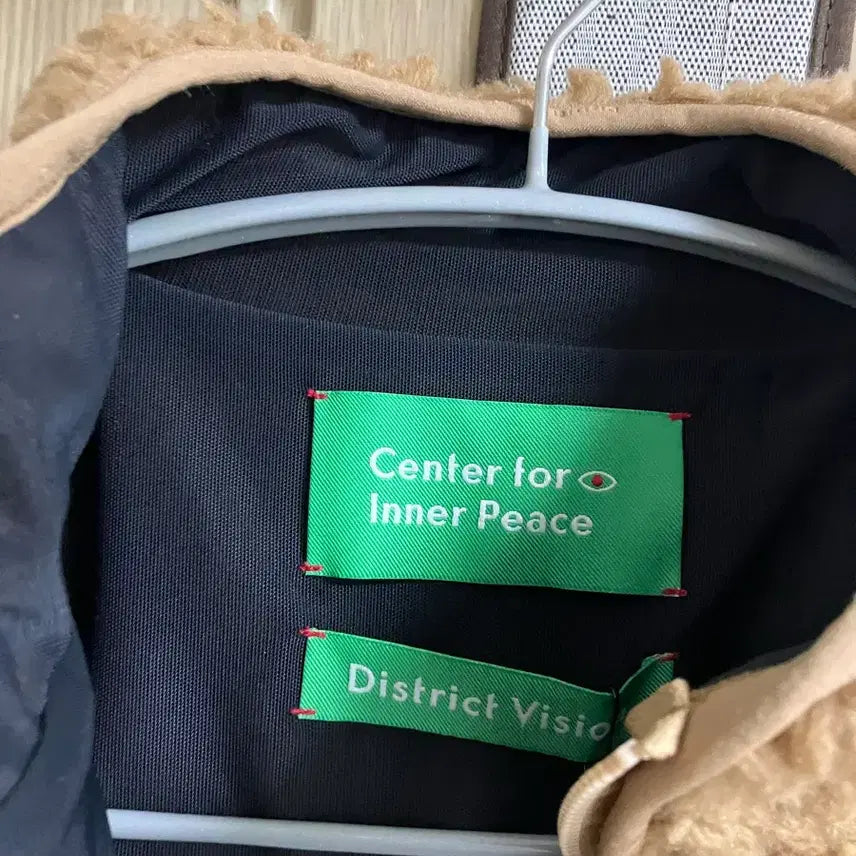 Center for
Inner Peace
District Visio